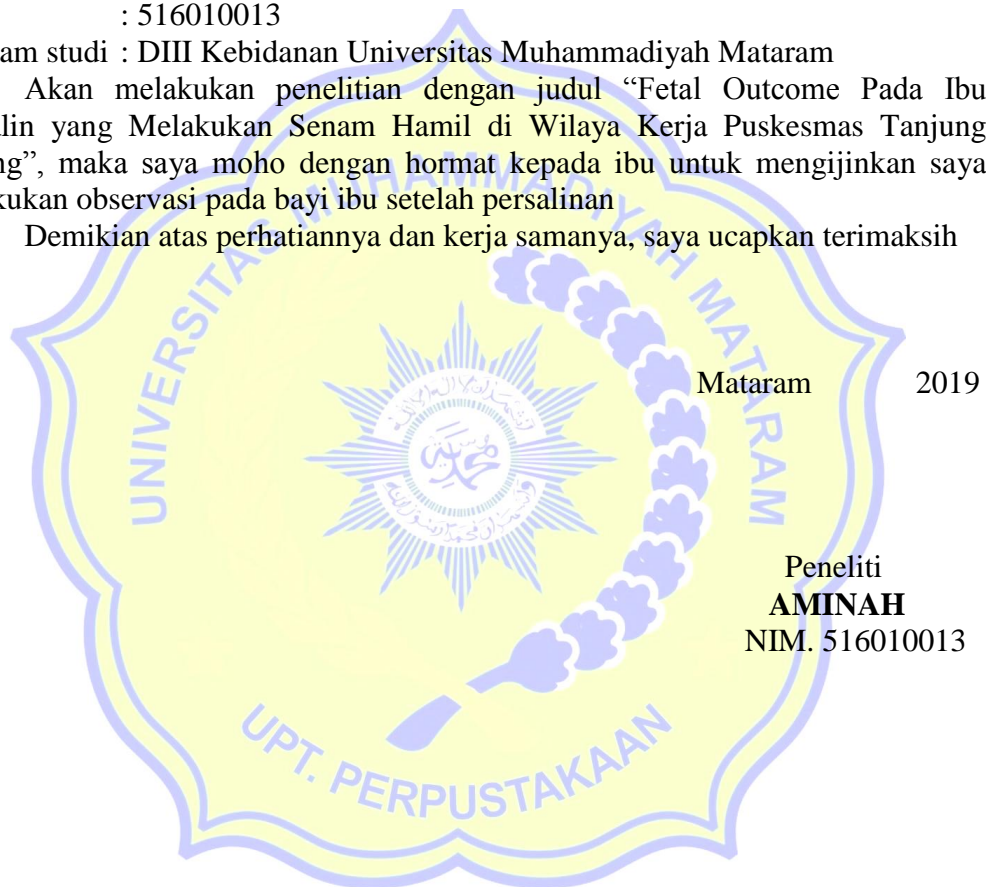 : 516010013
am studi : DIII Kebidanan Universitas Muhammadiyah Mataram
Akan melakukan penelitian dengan judul “Fetal Outcome Pada Ibu
lin yang Melakukan Senam Hamil di Wilaya Kerja Puskesmas Tanjung
ng”, maka saya moho dengan hormat kepada ibu untuk mengijinkan saya
kukan observasi pada bayi ibu setelah persalinan
Demikian atas perhatiannya dan kerja samanya, saya ucapkan terimaksih
Mataram 2019
Peneliti
AMINAH
NIM. 516010013
UNIVERSITAS MUHAMMADIYAH MATARAM
UPT. PERPUSTAKAAN